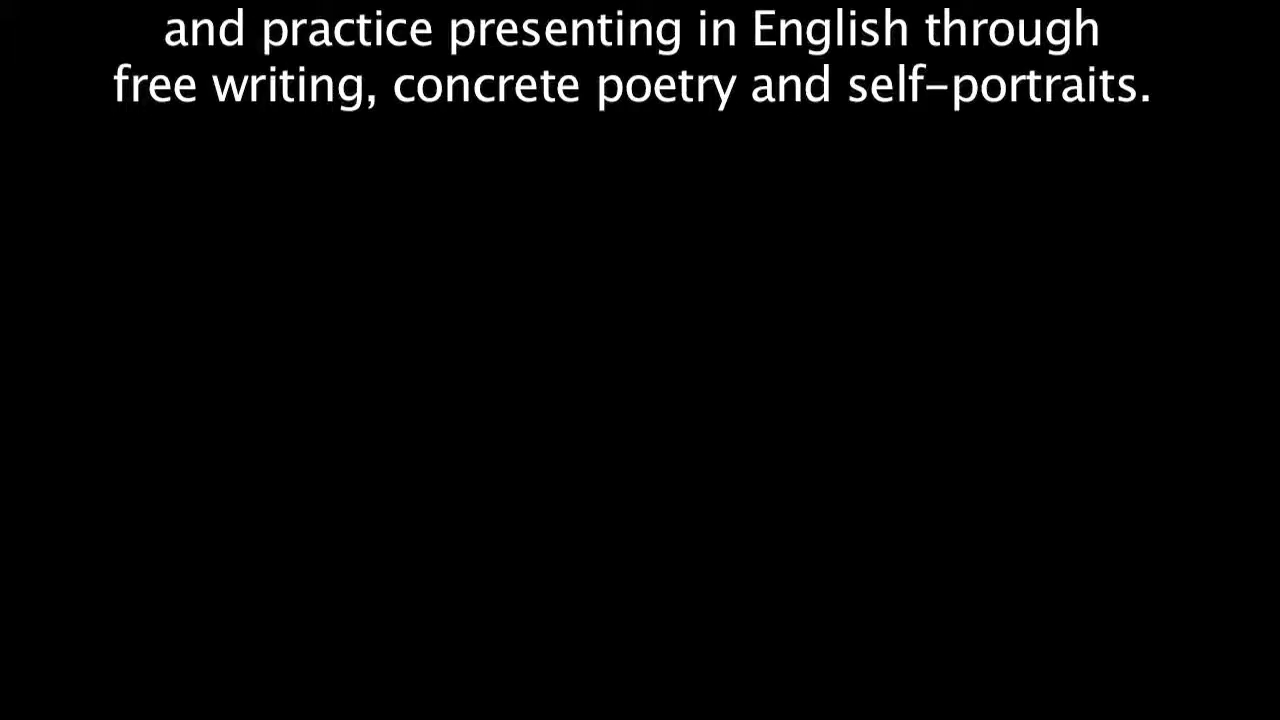 and practice presenting in English through
free writing, concrete poetry and self-portraits.